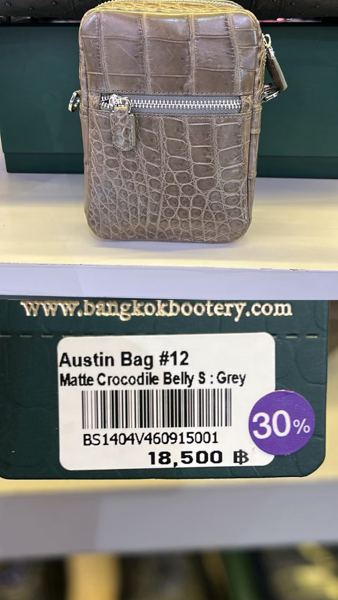 www.bangkokbootery.com
Austin Bag #12
Matte Crocodile Belly S : Grey
BS1404V460915001
18,500 ฿
30%